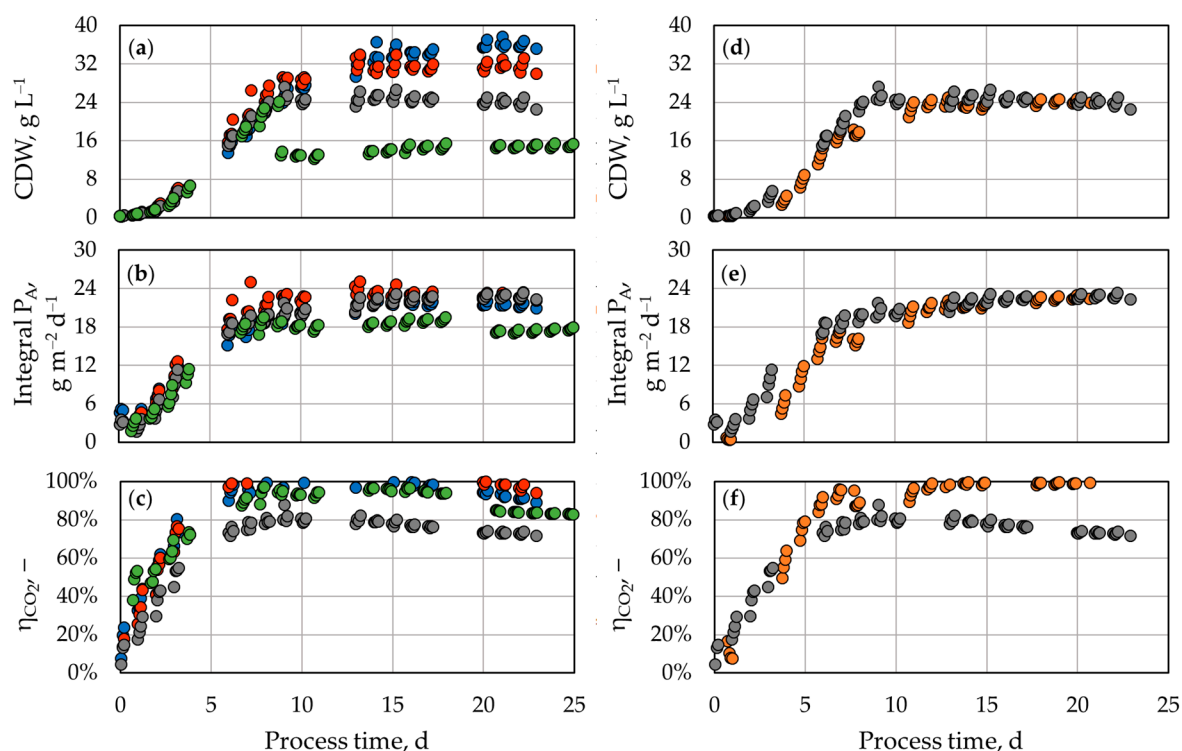 40
32
24
16
8
0
CDW, g L⁻¹
(a)
40
32
24
16
8
0
CDW, g L⁻¹
(d)
30
24
18
12
6
0
Integral P_A,
g m⁻² d⁻¹
(b)
30
24
18
12
6
0
Integral P_A,
g m⁻² d⁻¹
(e)
100%
80%
60%
40%
20%
0%
η_CO₂, –
(c)
0 5 10 15 20 25
Process time, d
100%
80%
60%
40%
20%
0%
η_CO₂, –
(f)
0 5 10 15 20 25
Process time, d